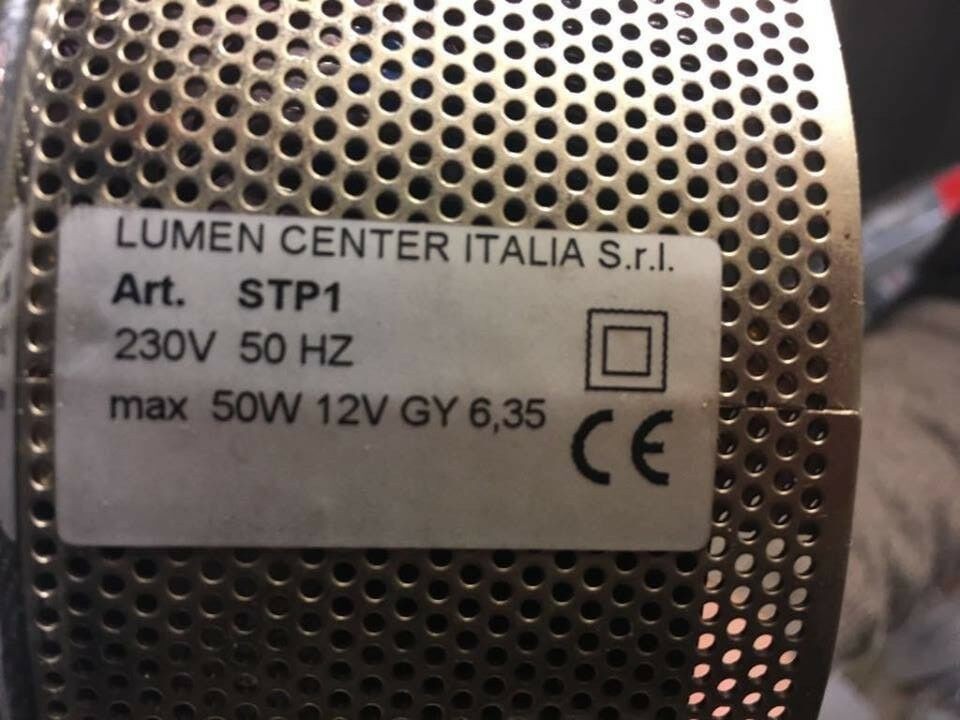 LUMEN CENTER ITALIA S.r.l.
Art. STP1
230V 50 HZ
max 50W 12V GY 6,35
CE